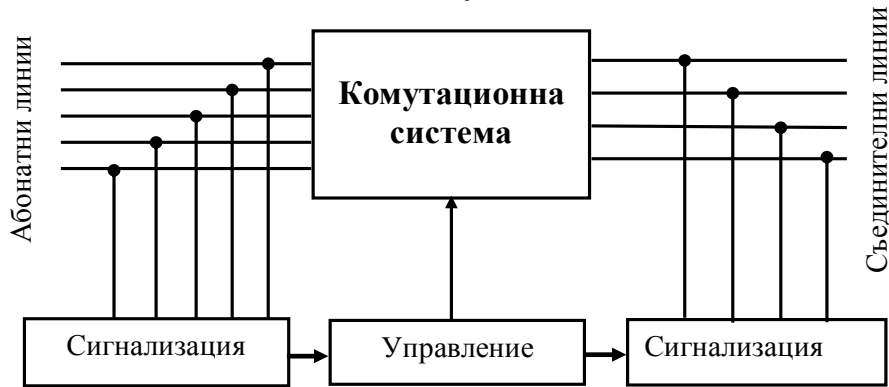 Абонатни линии
Комутационна
система
Съединителни линии
Сигнализация
Управление
Сигнализация